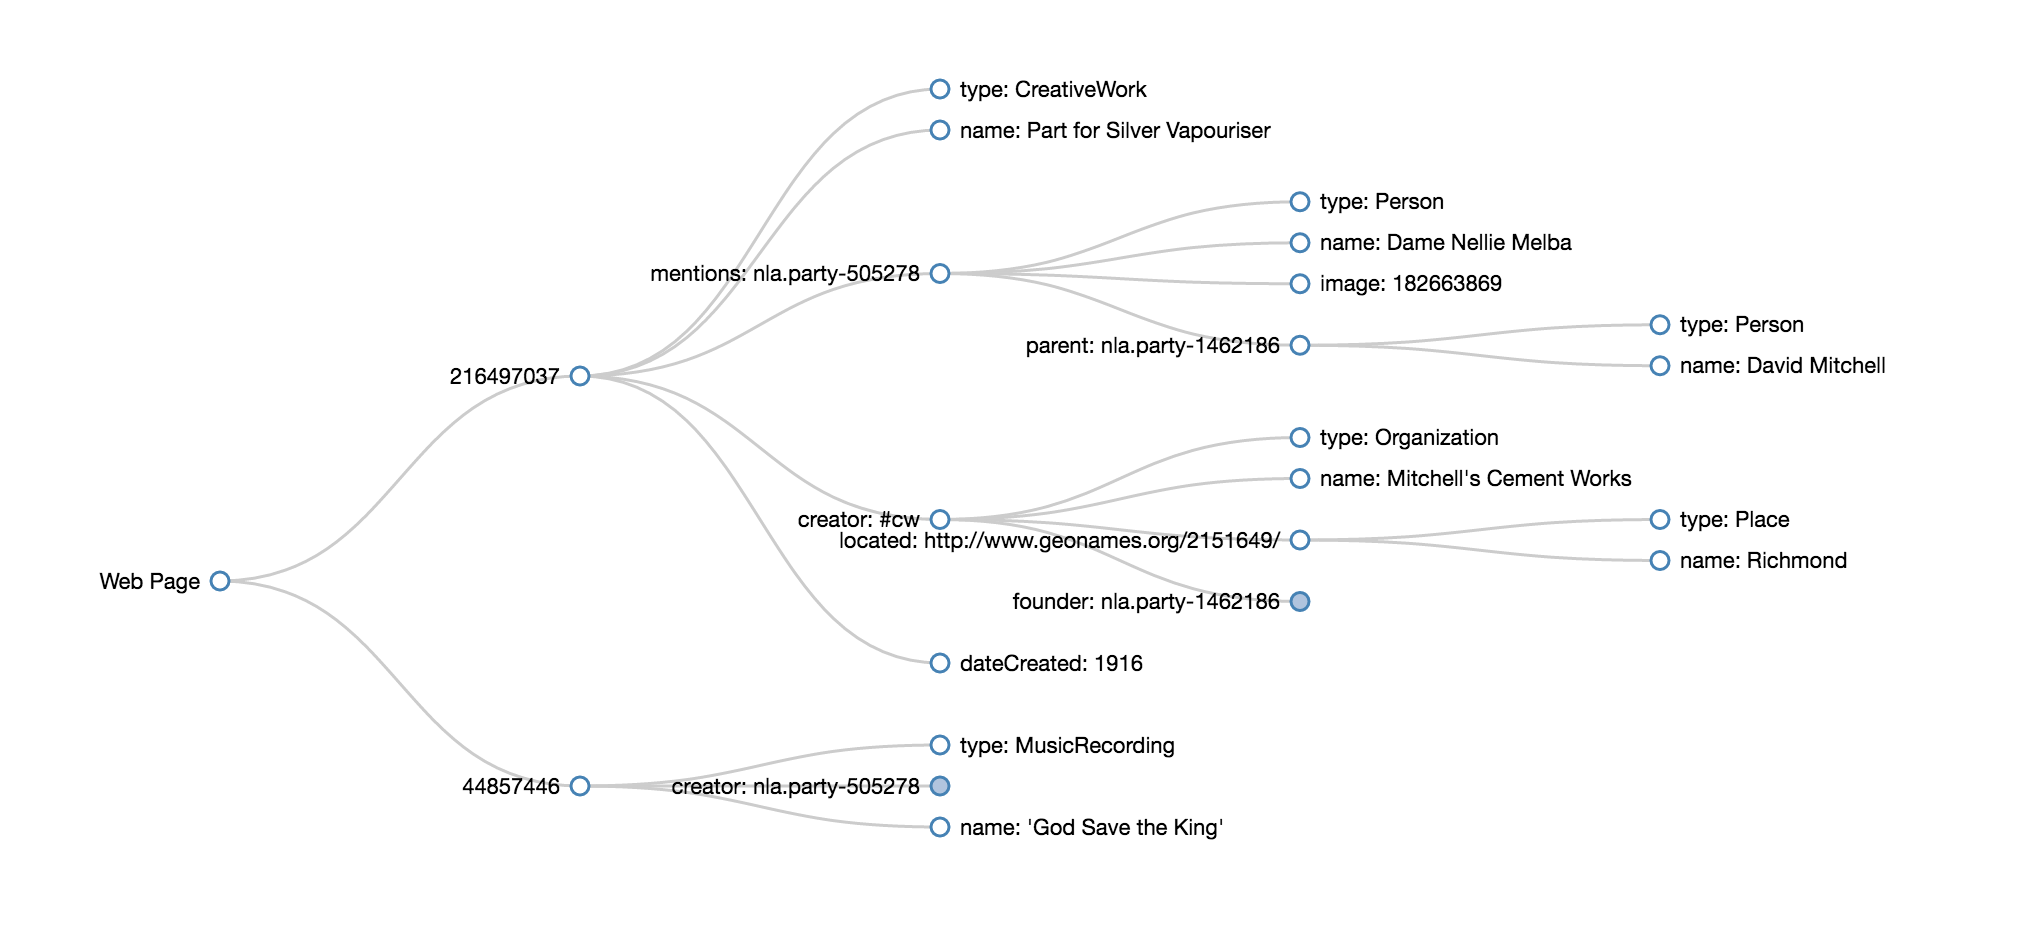 type: CreativeWork
name: Part for Silver Vapouriser
type: Person
name: Dame Nellie Melba
mentions: nla.party-505278
image: 182663869
type: Person
parent: nla.party-1462186
name: David Mitchell
216497037
type: Organization
name: Mitchell's Cement Works
creator: #cw
type: Place
located: http://www.geonames.org/2151649/
name: Richmond
Web Page
founder: nla.party-1462186
dateCreated: 1916
type: MusicRecording
44857446
creator: nla.party-505278
name: 'God Save the King'